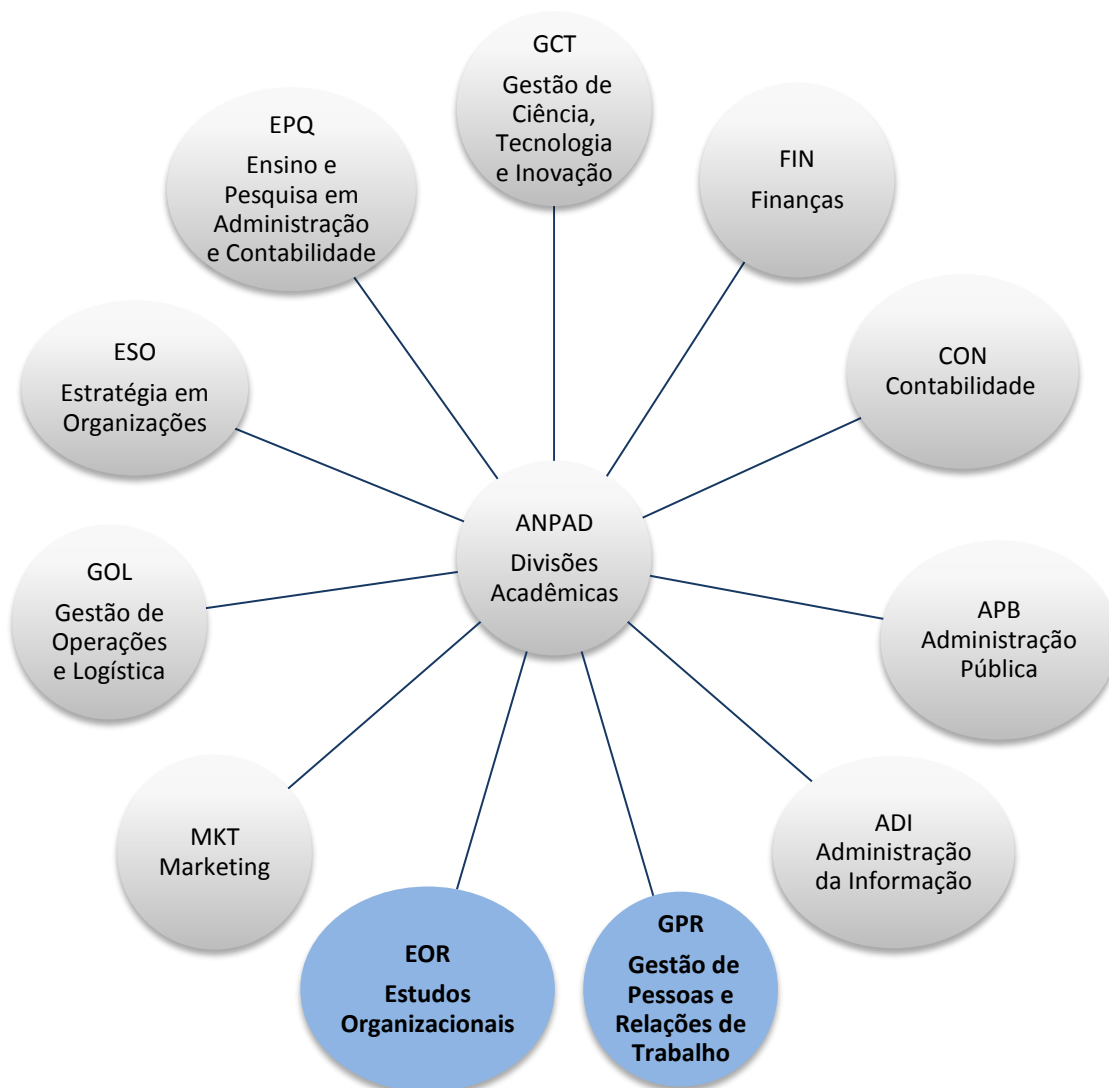 GCT
Gestão de
Ciência,
Tecnologia
e Inovação
FIN
Finanças
CON
Contabilidade
APB
Administração
Pública
ADI
Administração
da Informação
GPR
Gestão de
Pessoas e
Relações de
Trabalho
EOR
Estudos
Organizacionais
MKT
Marketing
GOL
Gestão de
Operações
e Logística
ESO
Estratégia em
Organizações
EPQ
Ensino e
Pesquisa em
Administração
e Contabilidade
ANPAD
Divisões
Acadêmicas